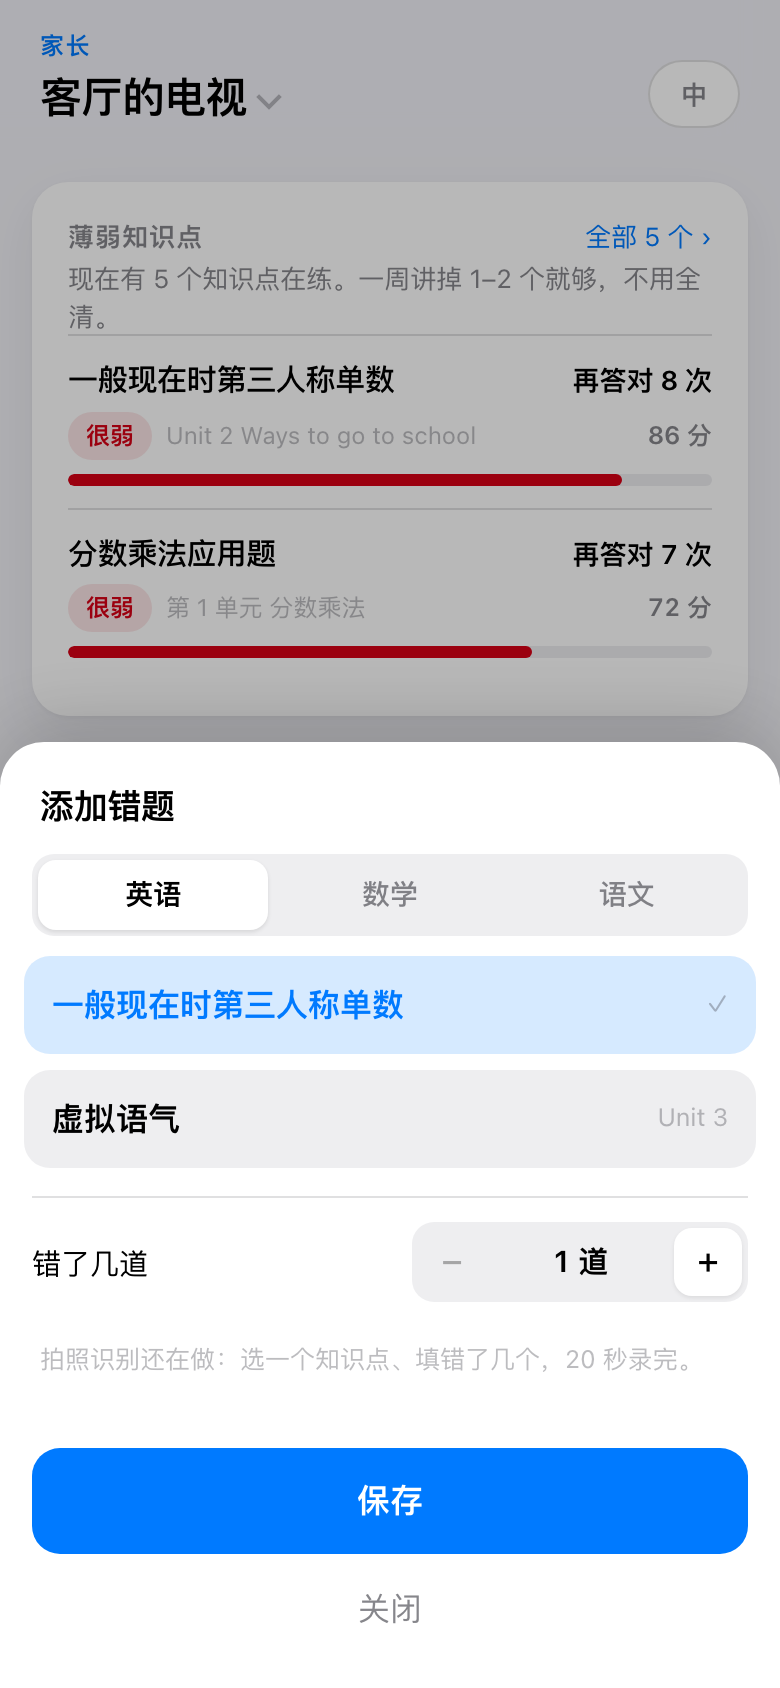 家长
客厅的电视
中
薄弱知识点
全部 5 个 ›
现在有 5 个知识点在练。一周讲掉 1–2 个就够，不用全
清。
一般现在时第三人称单数
再答对 8 次
很弱
Unit 2 Ways to go to school
86 分
分数乘法应用题
再答对 7 次
很弱
第 1 单元 分数乘法
72 分
添加错题
英语
数学
语文
一般现在时第三人称单数
✓
虚拟语气
Unit 3
错了几道
−
1 道
+
拍照识别还在做：选一个知识点、填错了几个，20 秒录完。
保存
关闭